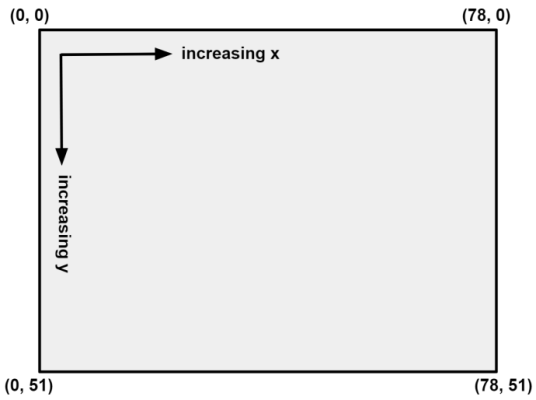 (0, 0)
(78, 0)
increasing x
increasing y
(0, 51)
(78, 51)